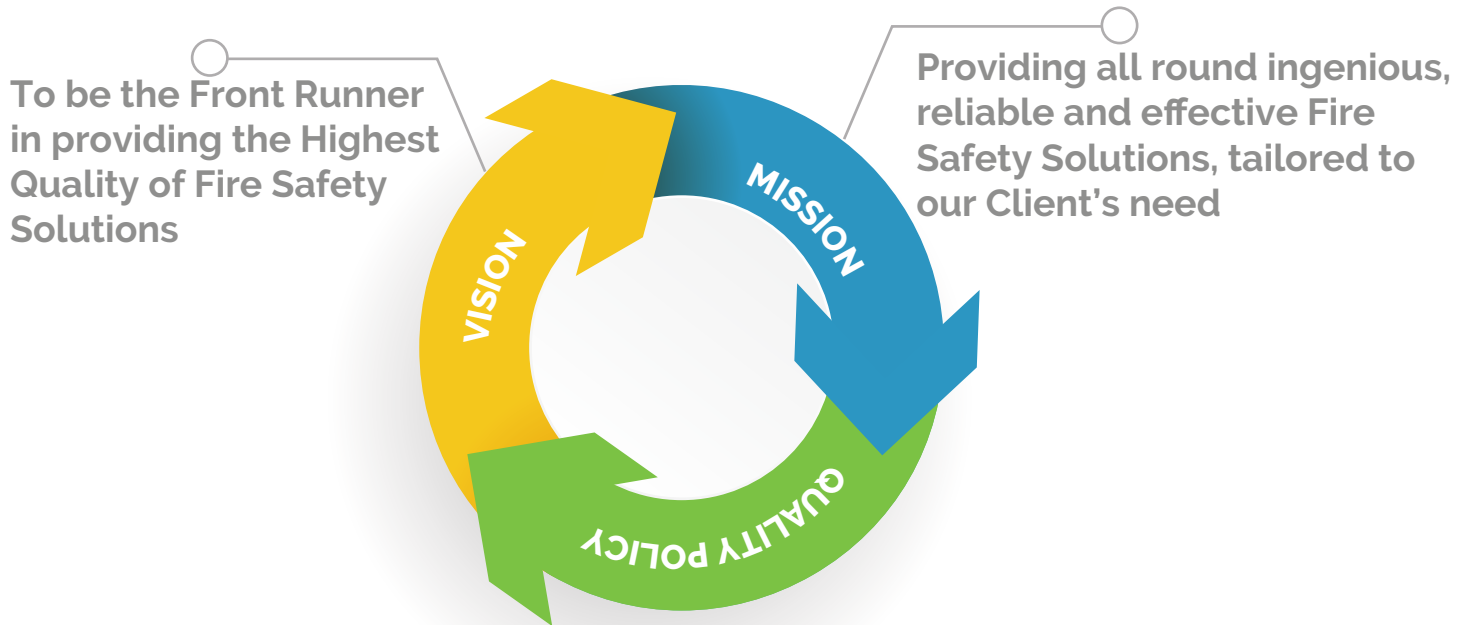 To be the Front Runner
in providing the Highest
Quality of Fire Safety
Solutions
Providing all round ingenious,
reliable and effective Fire
Safety Solutions, tailored to
our Client’s need
VISION
MISSION
QUALITY POLICY